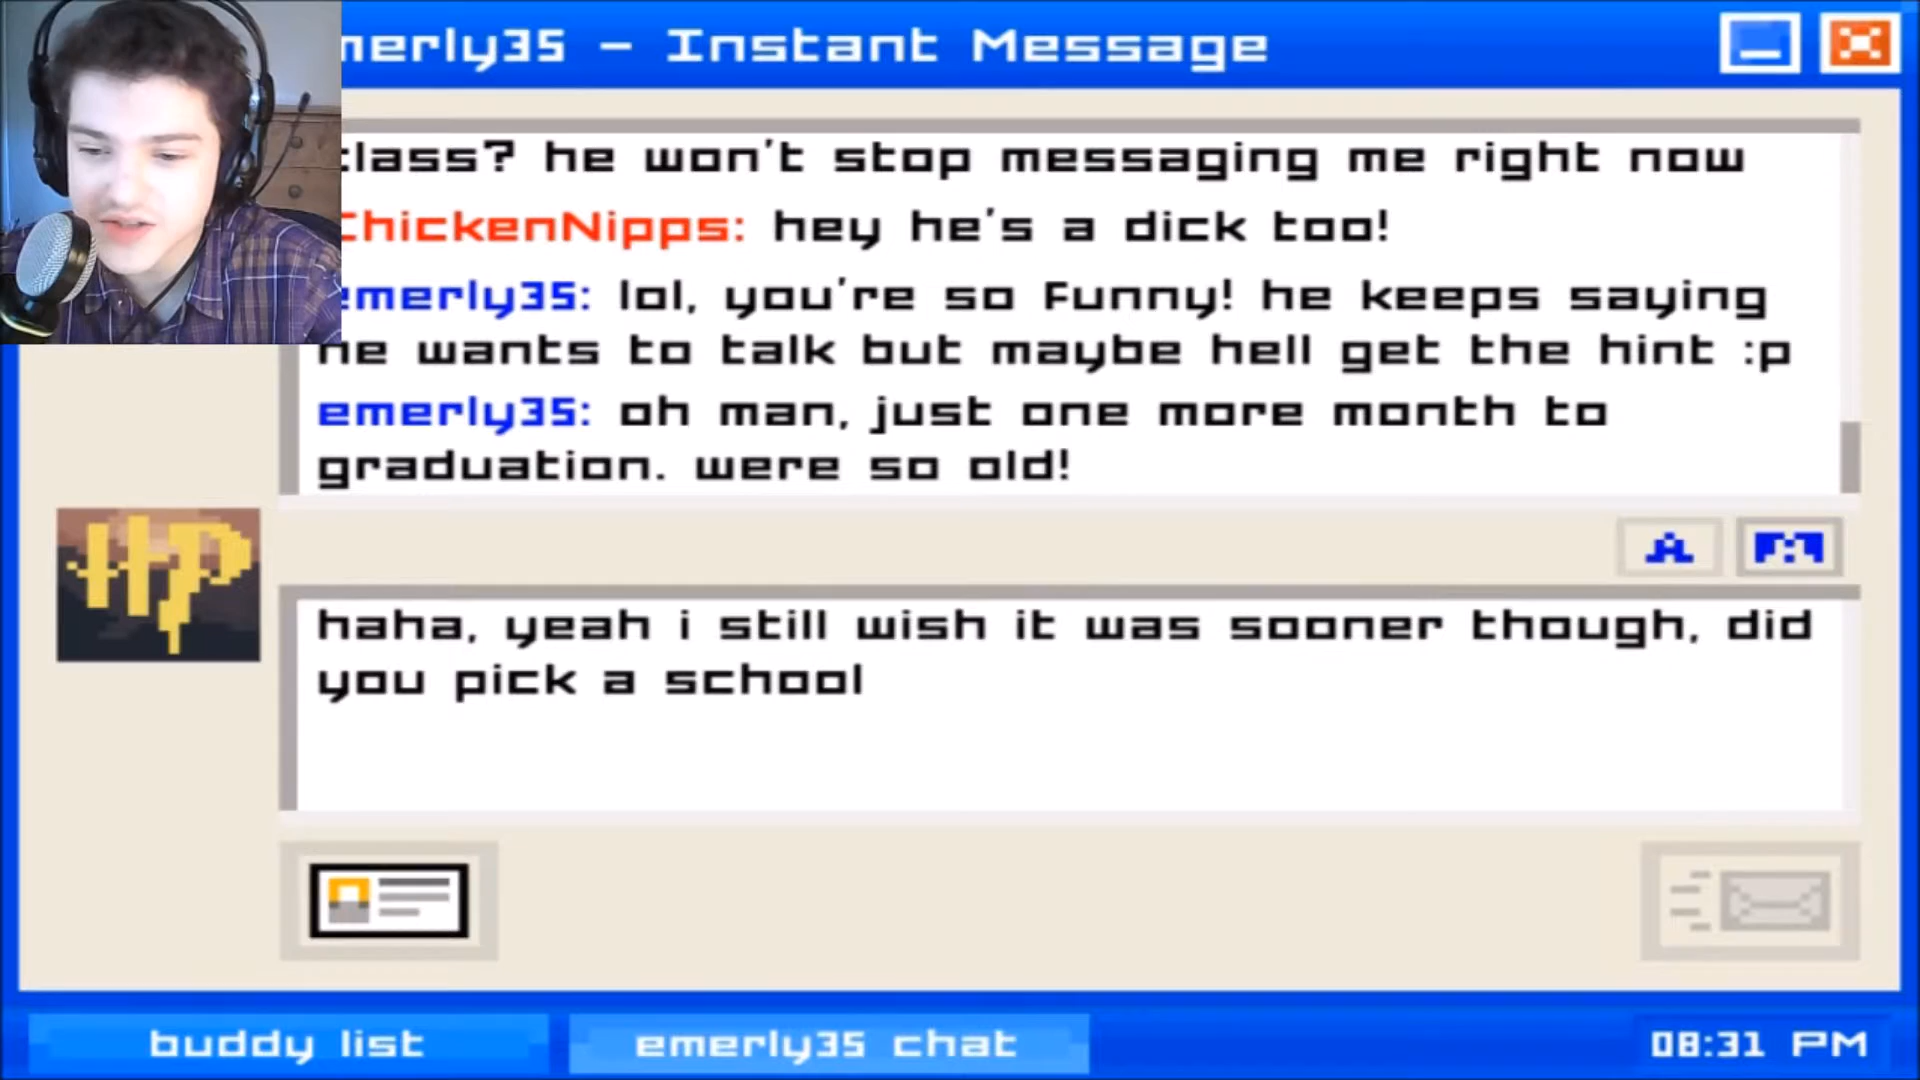 merly35 - Instant Message
class? he won't stop messaging me right now
ChickenNipps: hey he's a dick too!
emerly35: lol, you're so funny! he keeps saying
he wants to talk but maybe hell get the hint :p
emerly35: oh man, just one more month to
graduation. were so old!
HP
A
haha, yeah i still wish it was sooner though, did
you pick a school
buddy list
emerly35 chat
08:31 PM